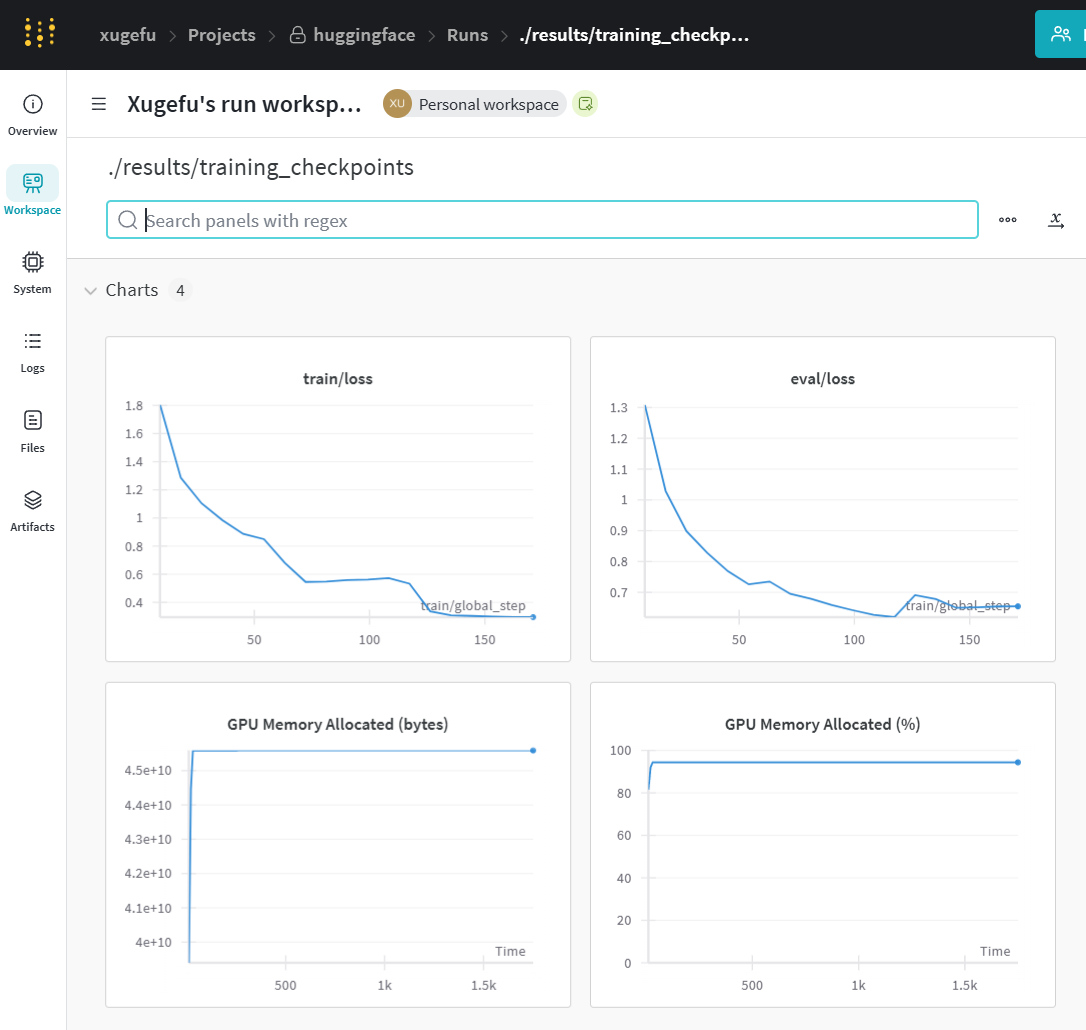 xugefu > Projects > huggingface > Runs > ./results/training_checkp...
Overview
Workspace
System
Logs
Files
Artifacts
Xugefu's run worksp... XU Personal workspace
./results/training_checkpoints
Search panels with regex
Charts 4
train/loss
1.8
1.6
1.4
1.2
1
0.8
0.6
0.4
train/global_step
50 100 150
eval/loss
1.3
1.2
1.1
1
0.9
0.8
0.7
train/global_step
50 100 150
GPU Memory Allocated (bytes)
4.5e+10
4.4e+10
4.3e+10
4.2e+10
4.1e+10
4e+10
Time
500 1k 1.5k
GPU Memory Allocated (%)
100
80
60
40
20
0
Time
500 1k 1.5k